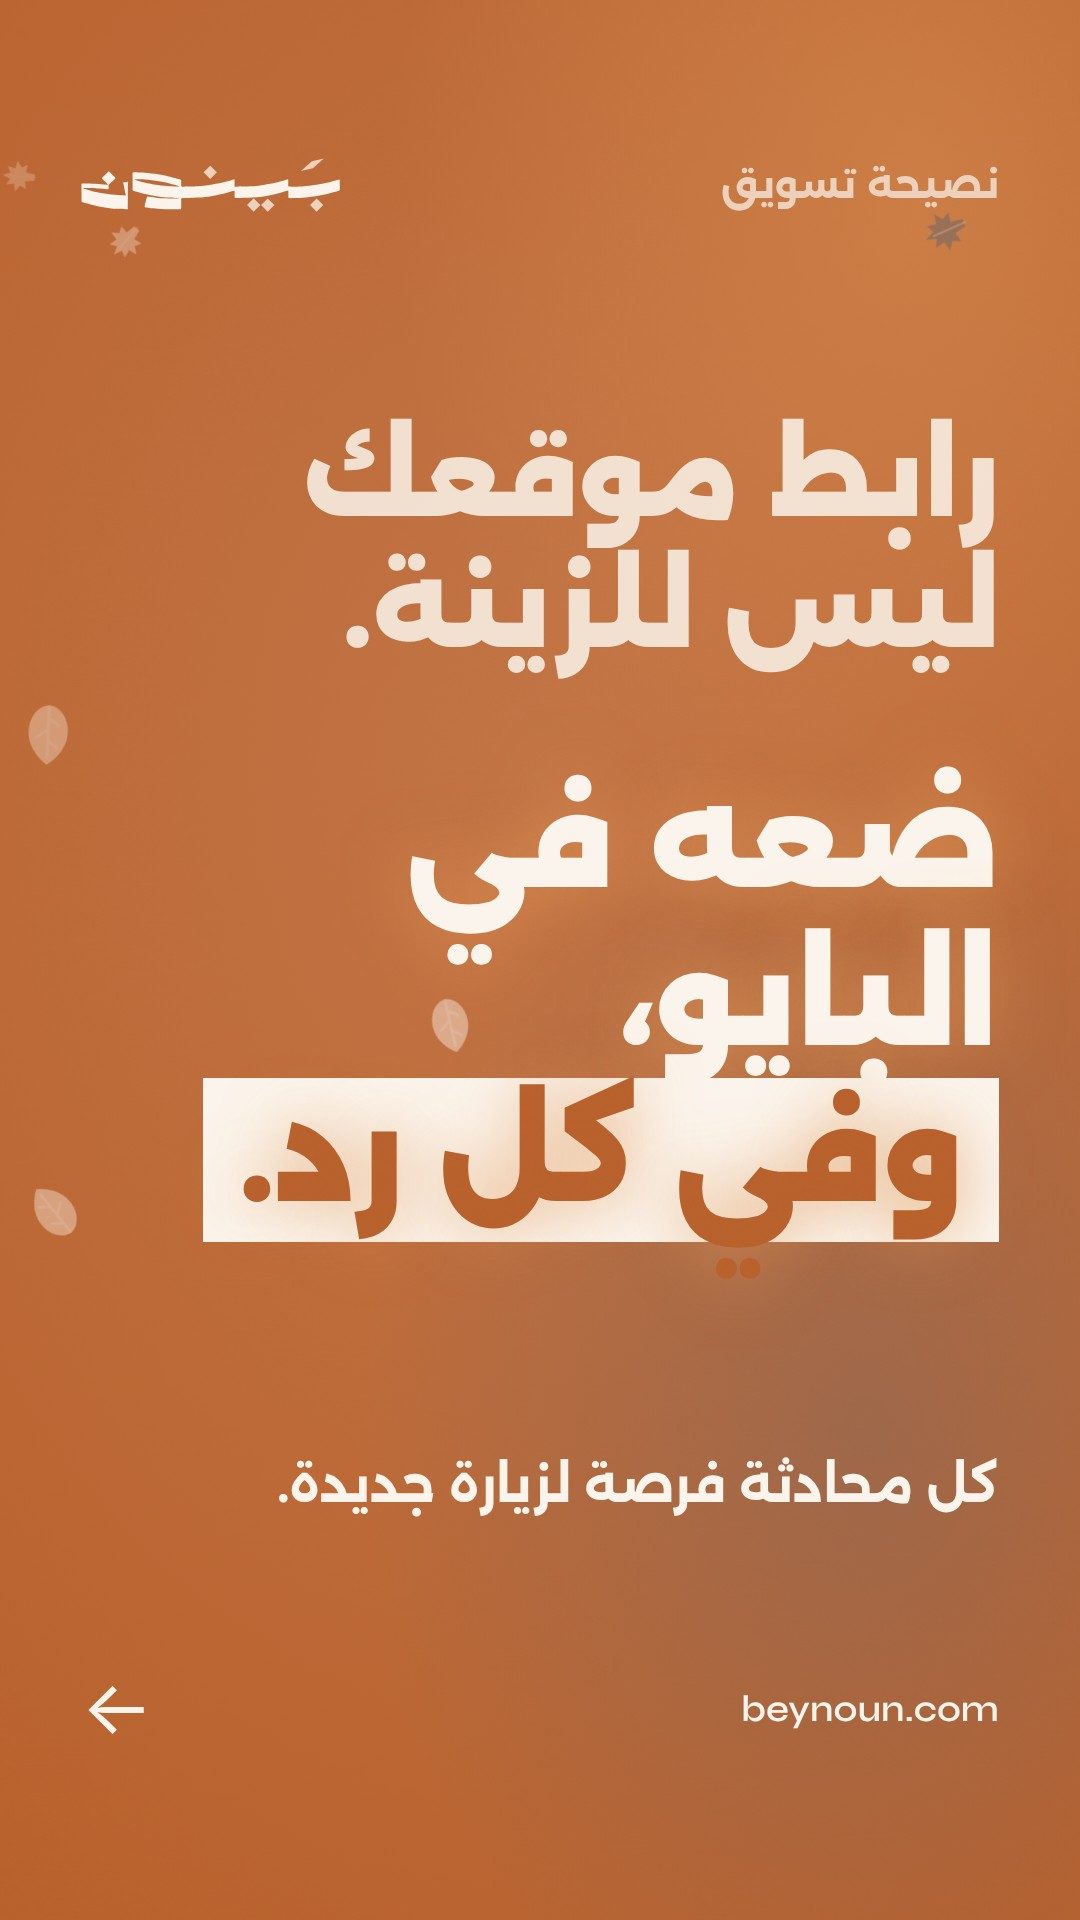 نصيحة تسويق
بَينون
رابط موقعك
ليس للزينة.
ضعه في
البايو،
وفي كل رد.
كل محادثة فرصة لزيارة جديدة.
beynoun.com